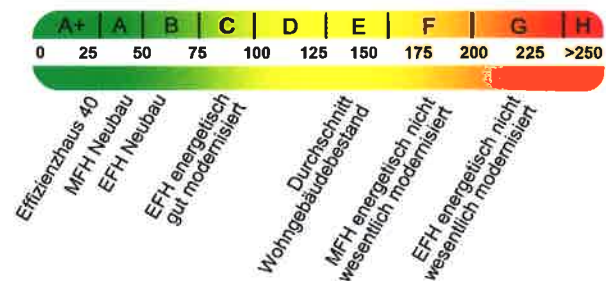 A+ A B C D E F G H
0 25 50 75 100 125 150 175 200 225 >250
Effizienzhaus 40
MFH Neubau
EFH Neubau
EFH energetisch
gut modernisiert
Durchschnitt
Wohngebäudebestand
MFH energetisch nicht
wesentlich modernisiert
EFH energetisch nicht
wesentlich modernisiert